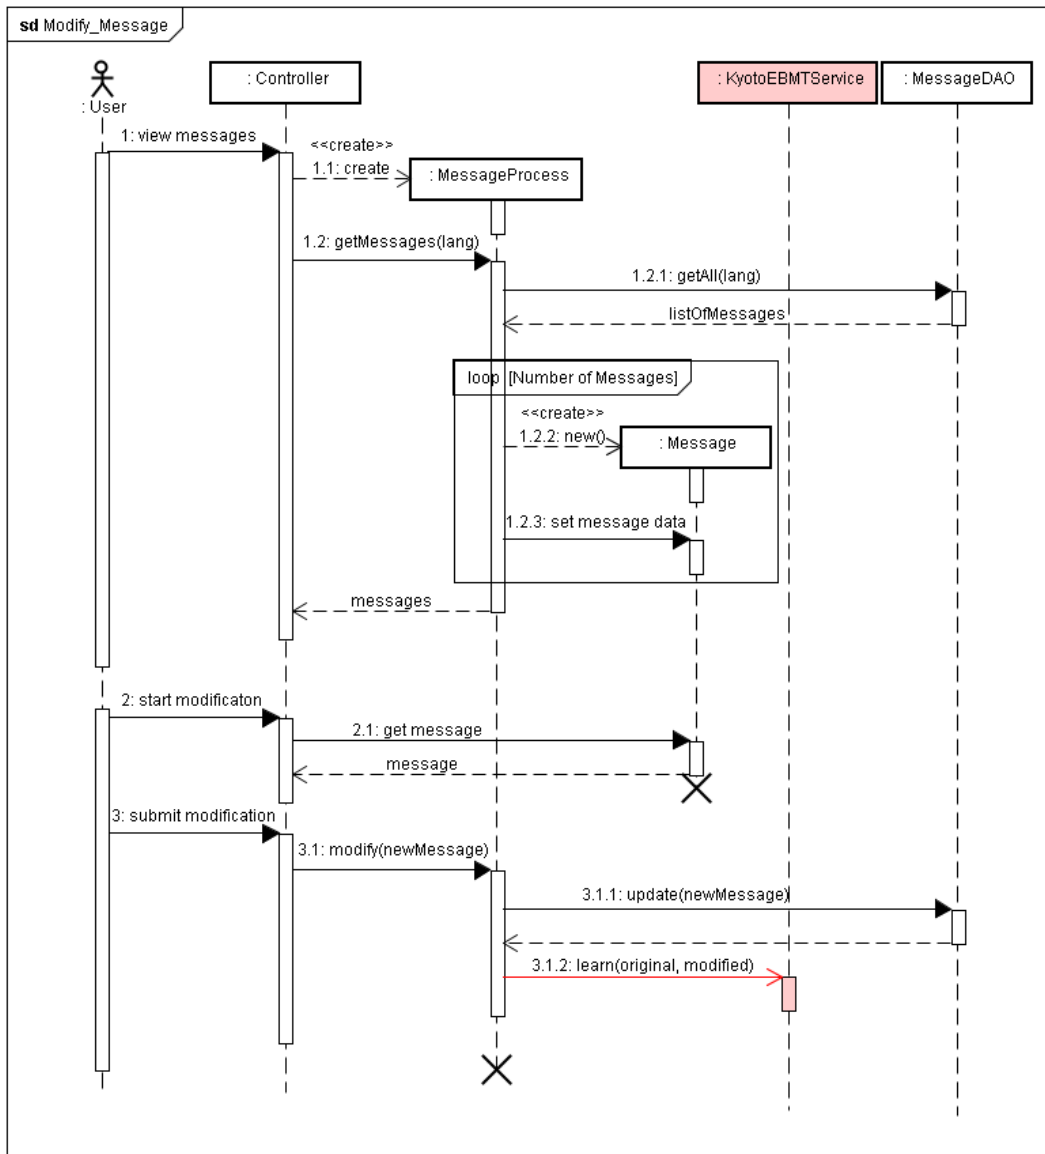 sd Modify_Message
: User
: Controller
: KyotoEBMTService
: MessageDAO
1: view messages
<<create>>
1.1: create
: MessageProcess
1.2: getMessages(lang)
1.2.1: getAll(lang)
listOfMessages
loop [Number of Messages]
<<create>>
1.2.2: new()
: Message
1.2.3: set message data
messages
2: start modificaton
2.1: get message
message
3: submit modification
3.1: modify(newMessage)
3.1.1: update(newMessage)
3.1.2: learn(original, modified)